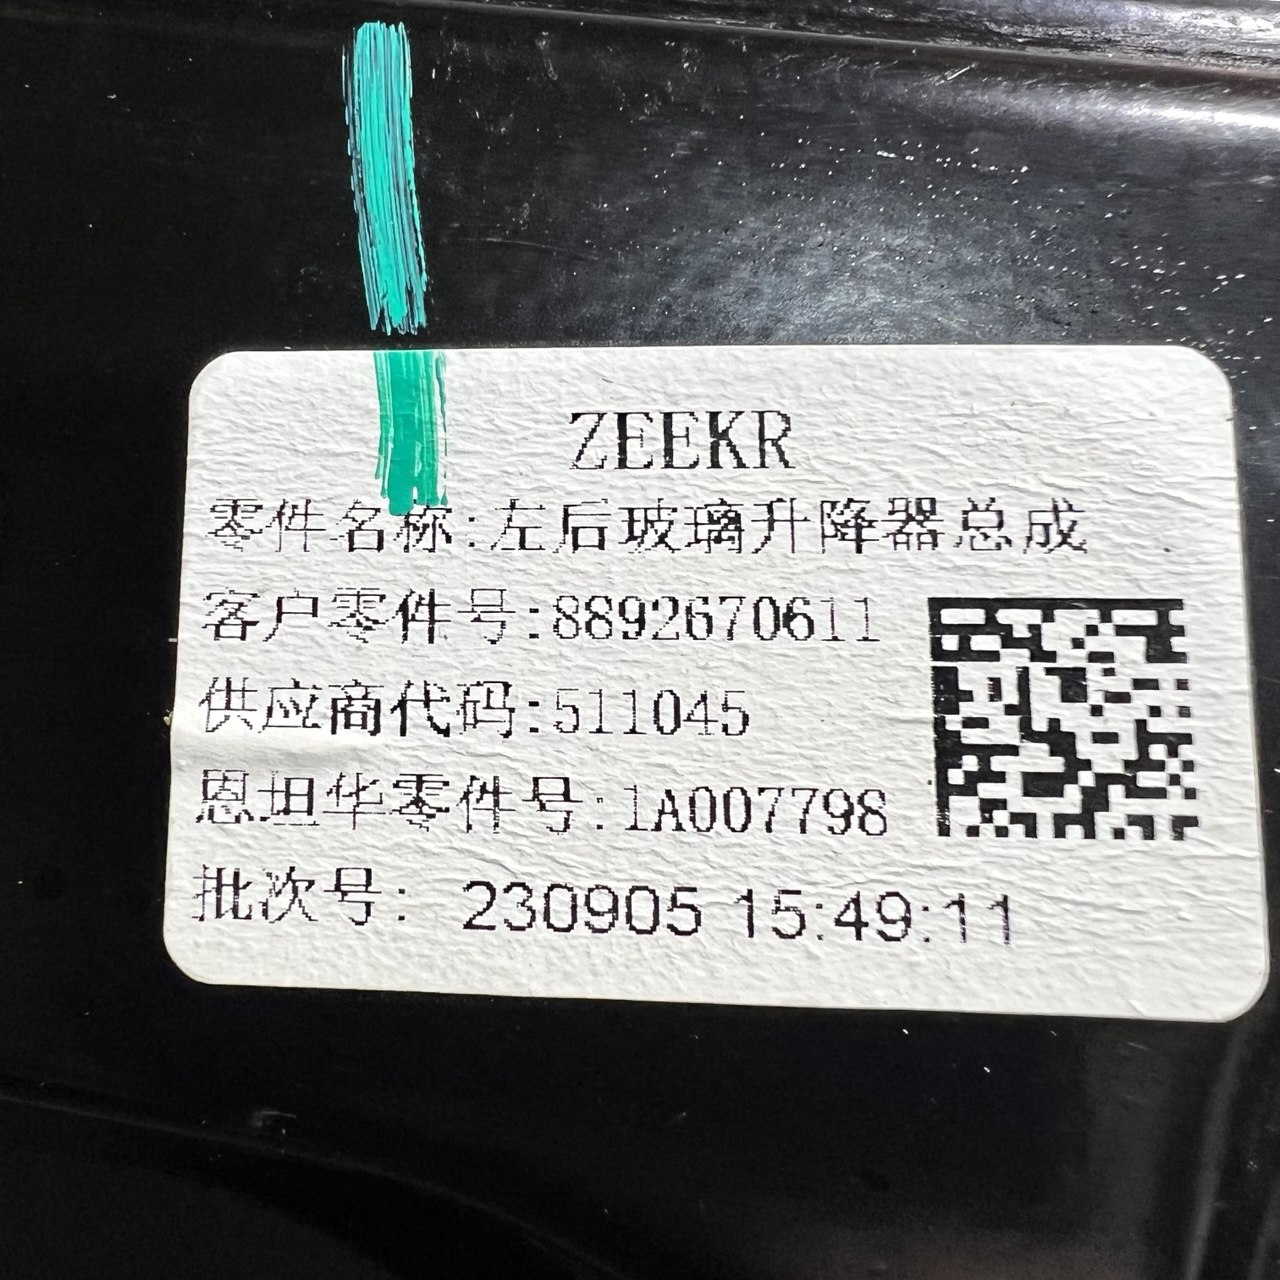 ZEEKR
零件名称:左后玻璃升降器总成
客户零件号:8892670611
供应商代码:511045
恩坦华零件号:1A007798
批次号: 230905 15:49:11